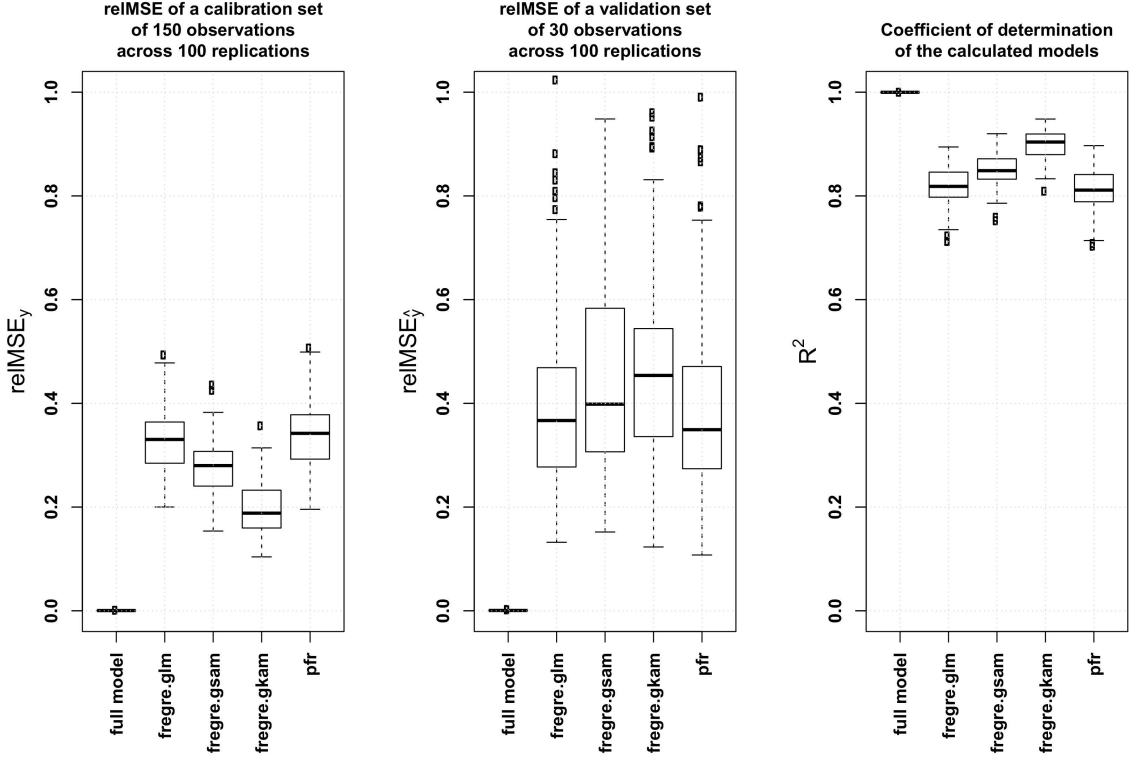 relMSE of a calibration set
of 150 observations
across 100 replications
relMSE_y
1.0
0.8
0.6
0.4
0.2
0.0
full model
fregre.glm
fregre.gsam
fregre.gkam
pfr
relMSE of a validation set
of 30 observations
across 100 replications
relMSE_ŷ
1.0
0.8
0.6
0.4
0.2
0.0
full model
fregre.glm
fregre.gsam
fregre.gkam
pfr
Coefficient of determination
of the calculated models
R²
1.0
0.8
0.6
0.4
0.2
0.0
full model
fregre.glm
fregre.gsam
fregre.gkam
pfr